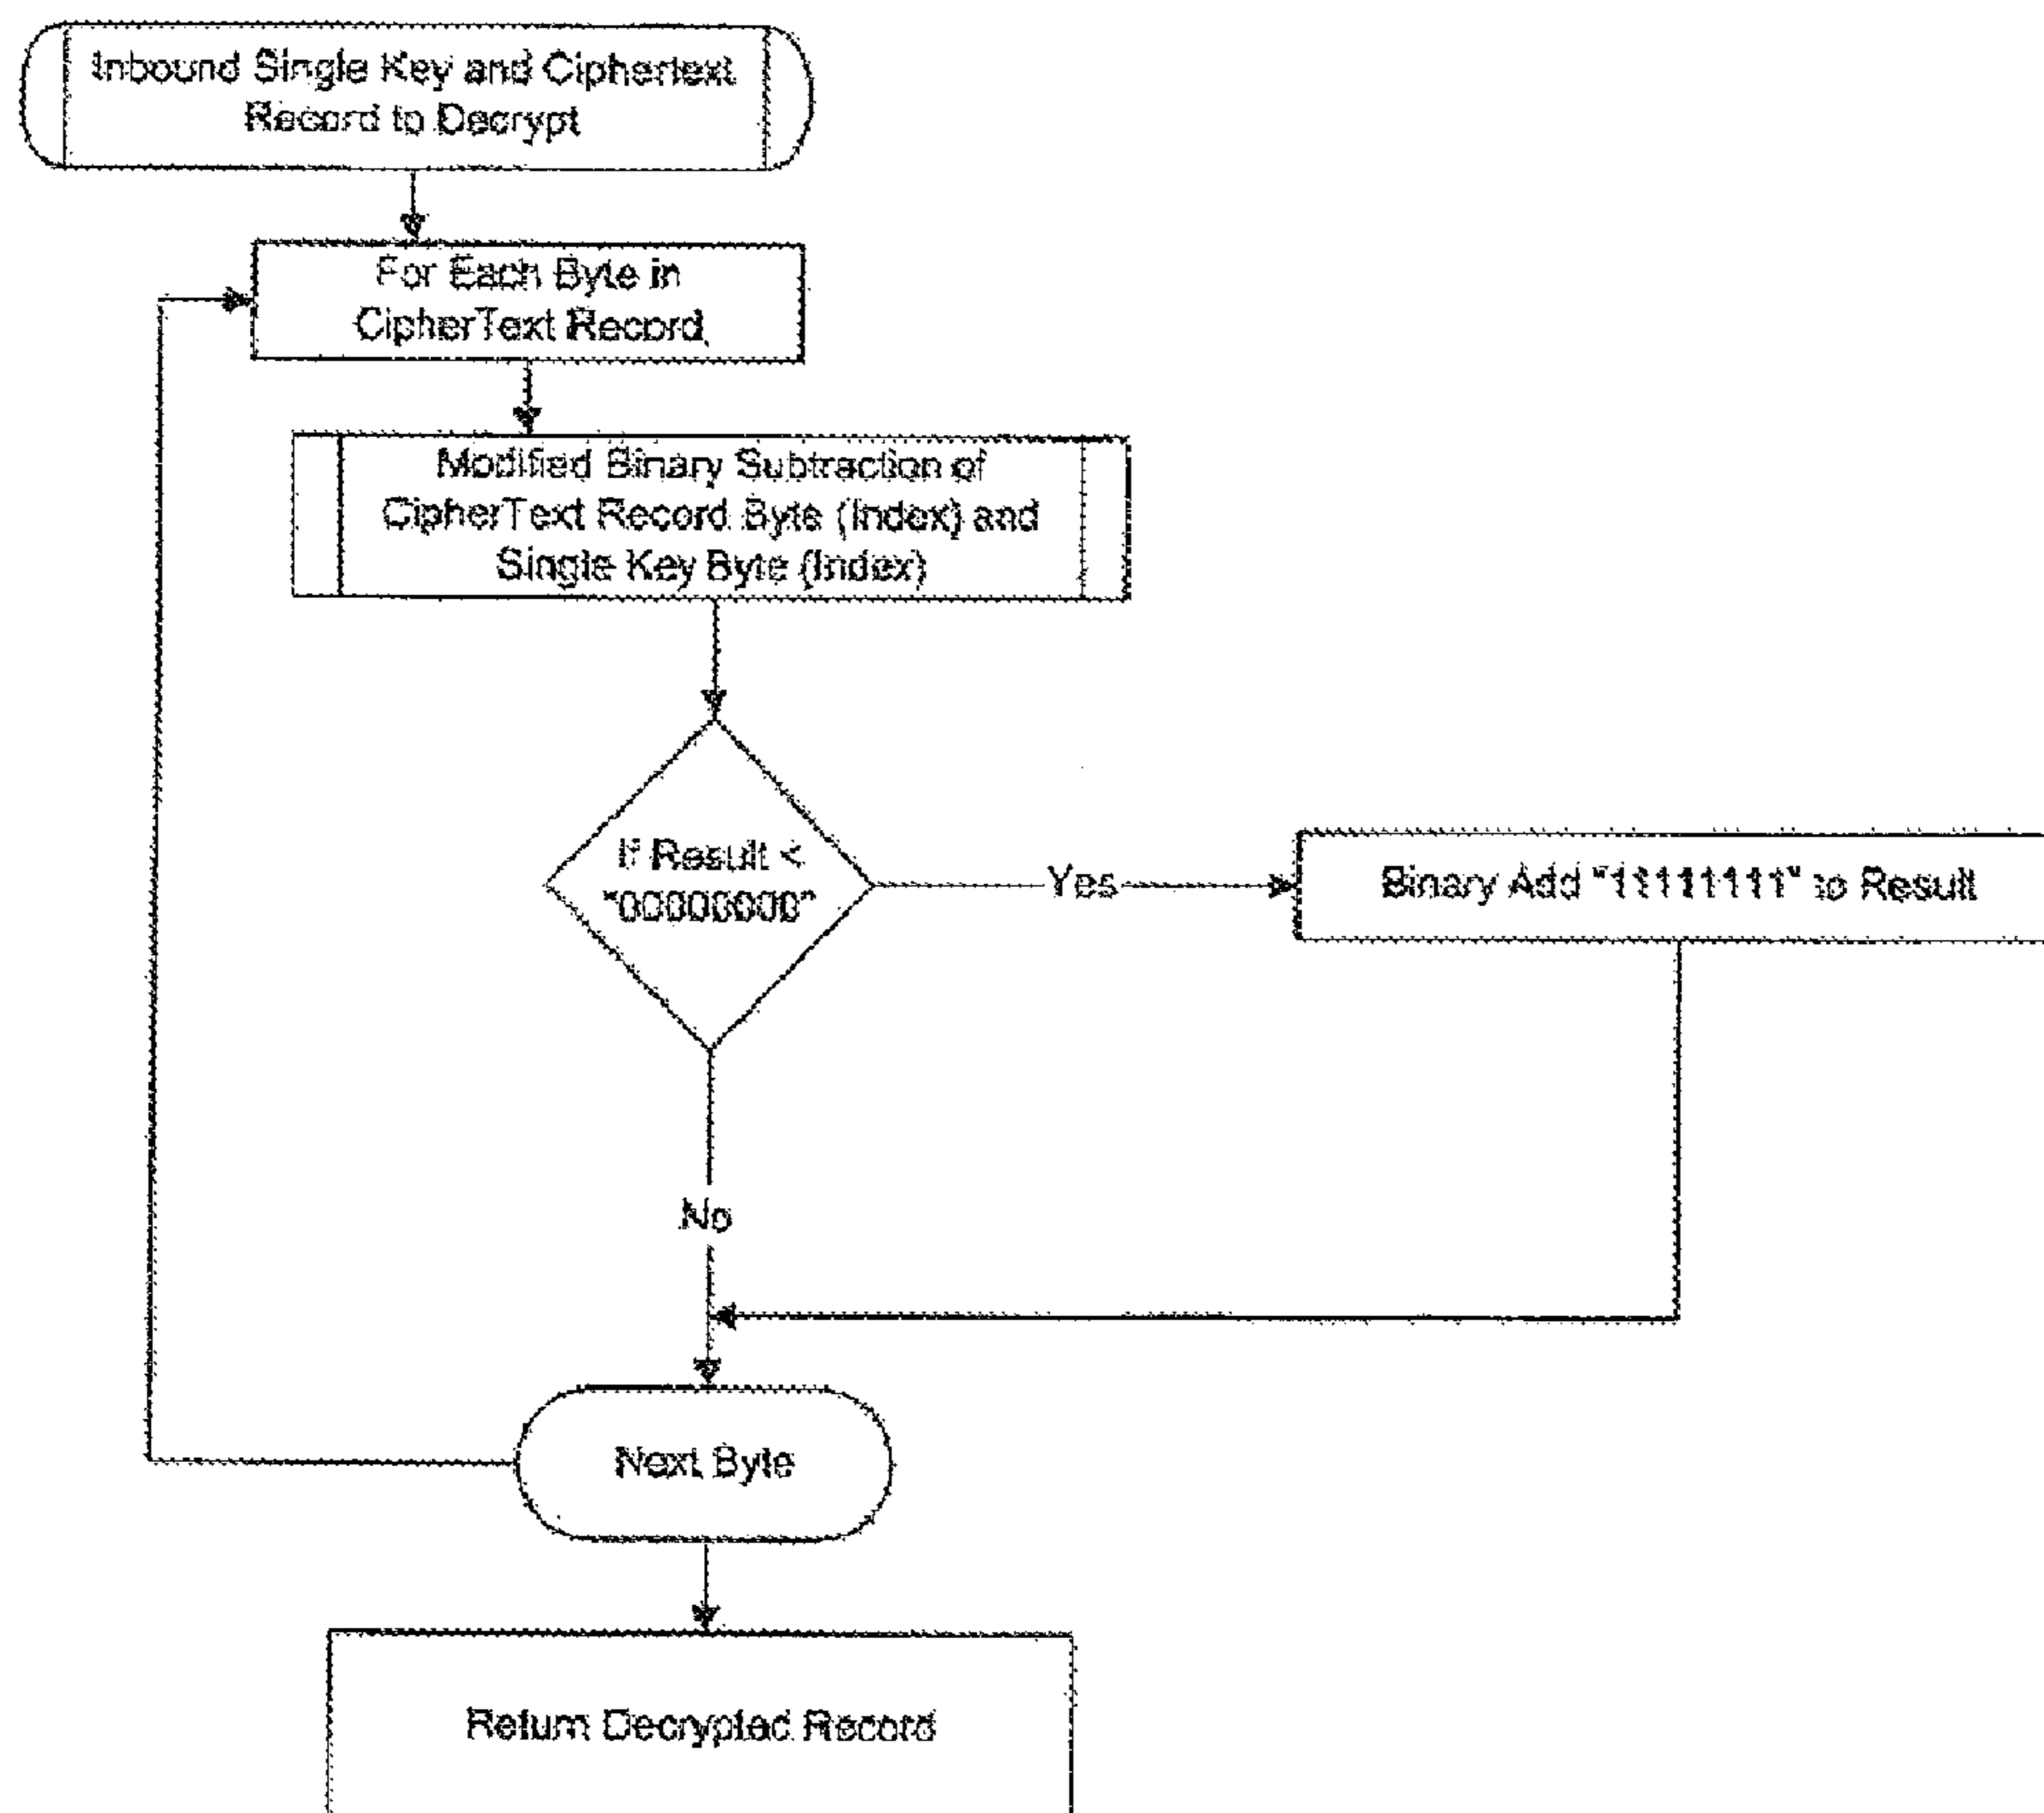 Inbound Single Key and Ciphertext
Record to Decrypt
For Each Byte in
CipherText Record
Modified Binary Subtraction of
CipherText Record Byte (Index) and
Single Key Byte (Index)
If Result <
"00000000"
Yes
Binary Add "11111111" to Result
No
Next Byte
Return Decrypted Record